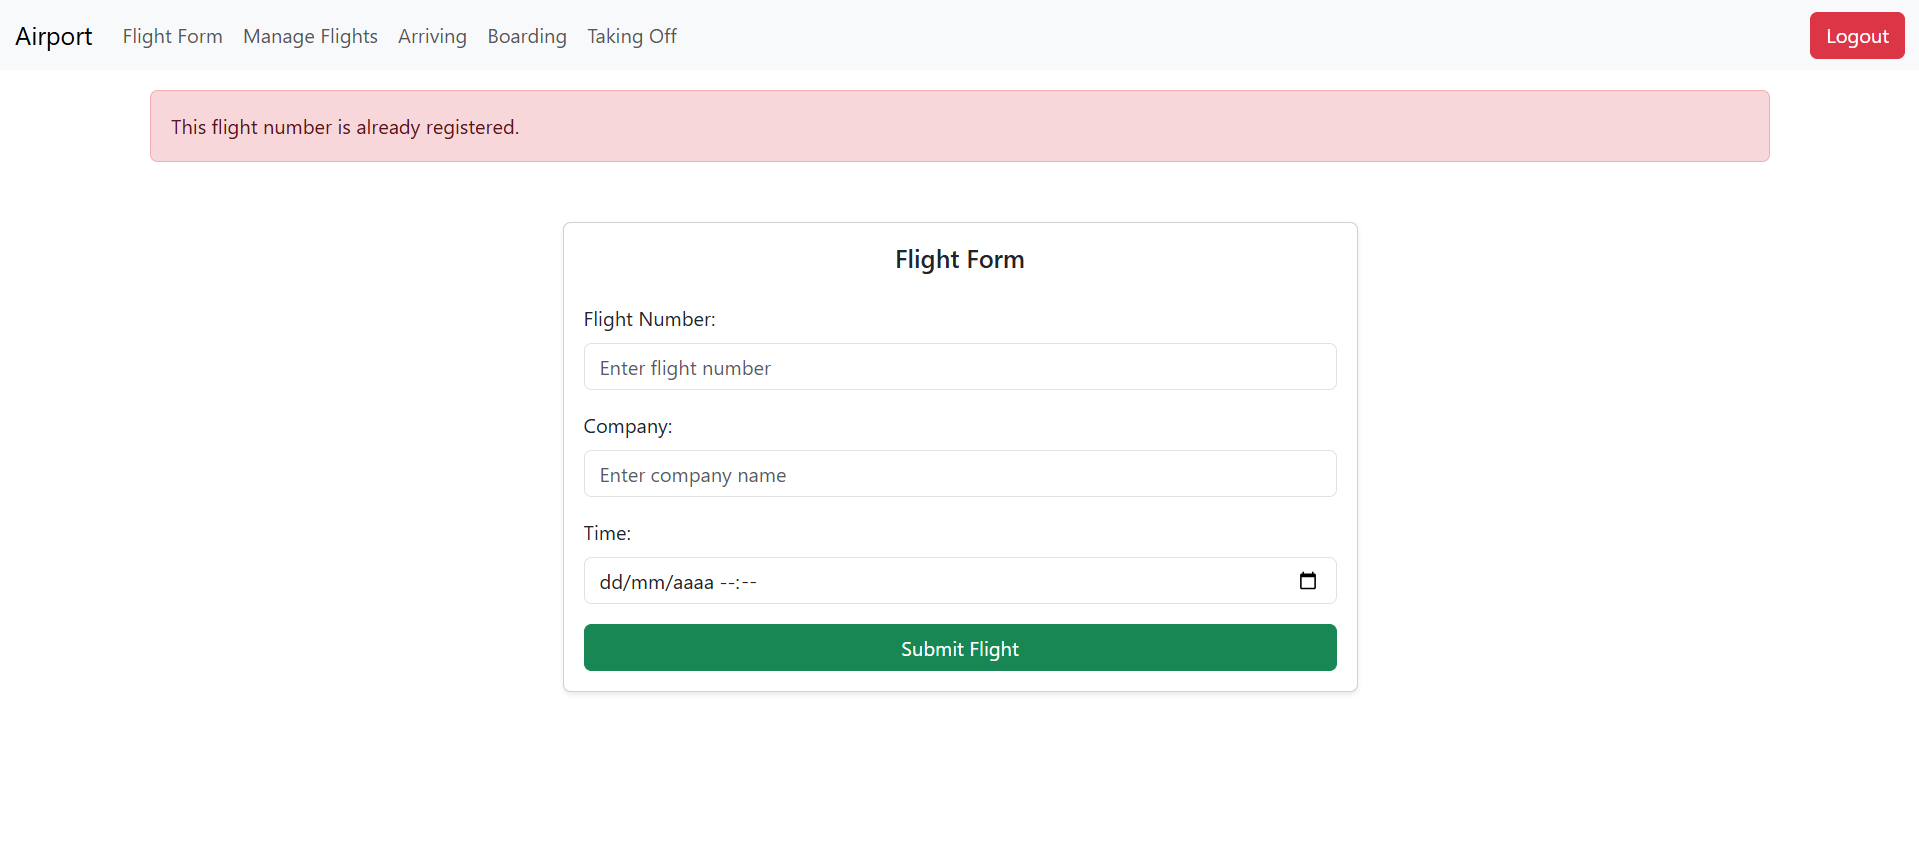 Airport Flight Form Manage Flights Arriving Boarding Taking Off Logout
This flight number is already registered.
Flight Form
Flight Number:
Enter flight number
Company:
Enter company name
Time:
dd/mm/aaaa --:--
Submit Flight